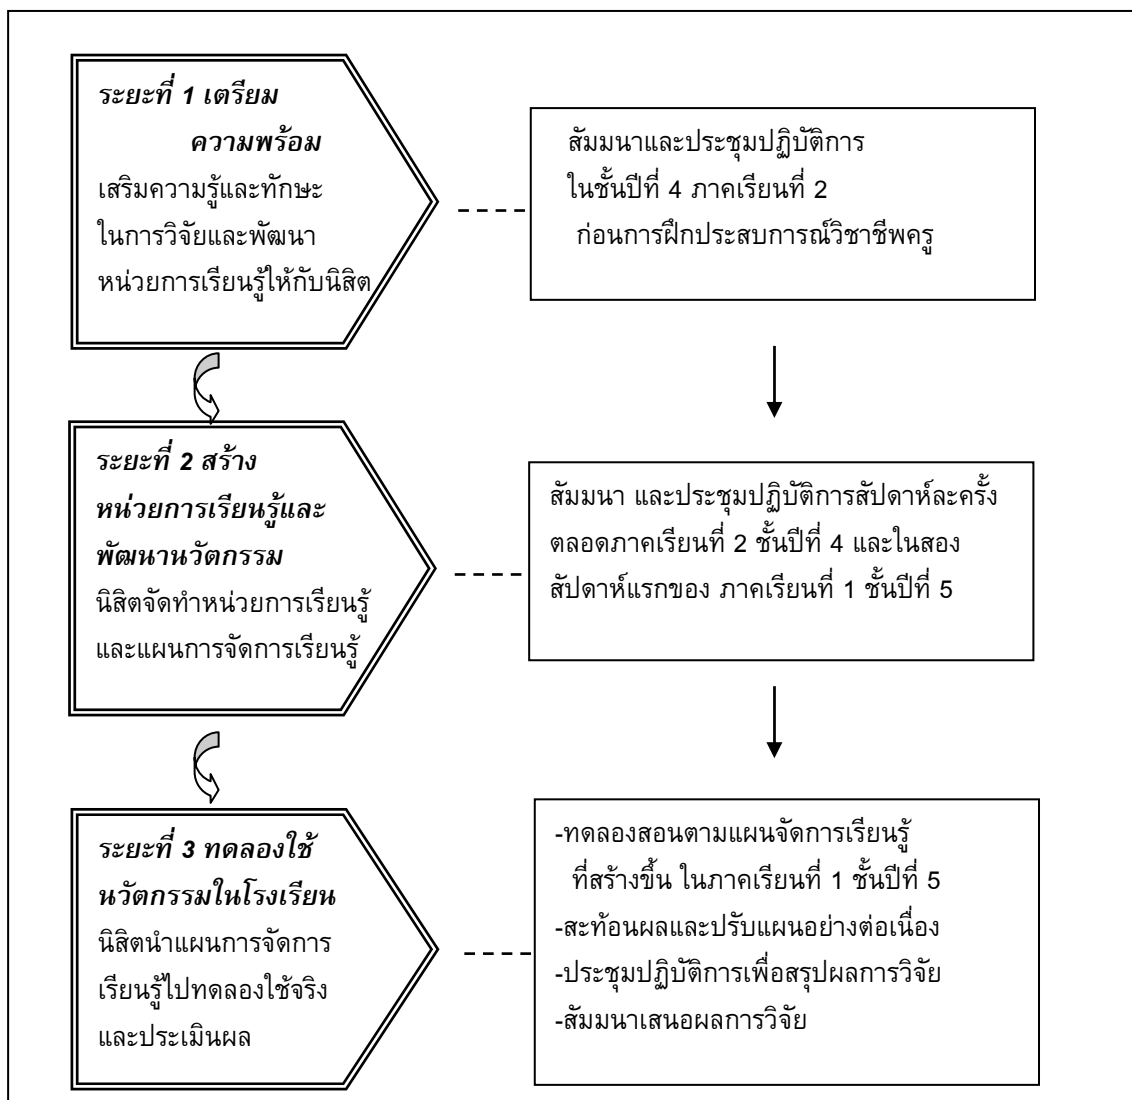 ระยะที่ 1 เตรียม
ความพร้อม
เสริมความรู้และทักษะ
ในการวิจัยและพัฒนา
หน่วยการเรียนรู้ให้กับนิสิต
สัมมนาและประชุมปฏิบัติการ
ในชั้นปีที่ 4 ภาคเรียนที่ 2
ก่อนการฝึกประสบการณ์วิชาชีพครู
ระยะที่ 2 สร้าง
หน่วยการเรียนรู้และ
พัฒนานวัตกรรม
นิสิตจัดทำหน่วยการเรียนรู้
และแผนการจัดการเรียนรู้
สัมมนา และประชุมปฏิบัติการสัปดาห์ละครั้ง
ตลอดภาคเรียนที่ 2 ชั้นปีที่ 4 และในสอง
สัปดาห์แรกของ ภาคเรียนที่ 1 ชั้นปีที่ 5
ระยะที่ 3 ทดลองใช้
นวัตกรรมในโรงเรียน
นิสิตนำแผนการจัดการ
เรียนรู้ไปทดลองใช้จริง
และประเมินผล
-ทดลองสอนตามแผนจัดการเรียนรู้
ที่สร้างขึ้น ในภาคเรียนที่ 1 ชั้นปีที่ 5
-สะท้อนผลและปรับแผนอย่างต่อเนื่อง
-ประชุมปฏิบัติการเพื่อสรุปผลการวิจัย
-สัมมนาเสนอผลการวิจัย